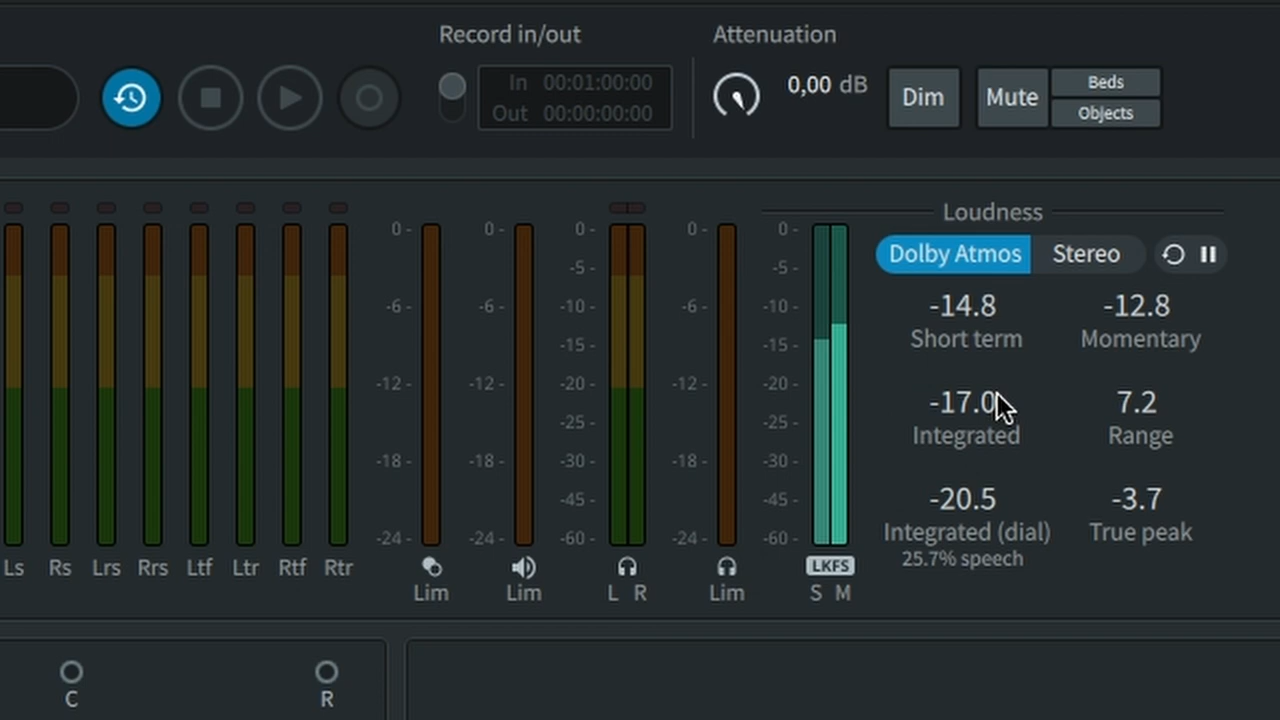 Record in/out
Attenuation
In 00:01:00:00
Out 00:00:00:00
0,00 dB
Dim
Mute
Beds
Objects
Loudness
Dolby Atmos
Stereo
-14.8
Short term
-12.8
Momentary
-17.0
Integrated
7.2
Range
-20.5
Integrated (dial)
25.7% speech
-3.7
True peak
0 -
-6 -
-12 -
-18 -
-24 -
0 -
-6 -
-12 -
-18 -
-24 -
0 -
-5 -
-10 -
-15 -
-20 -
-25 -
-30 -
-45 -
-60 -
0 -
-6 -
-12 -
-18 -
-24 -
0 -
-5 -
-10 -
-15 -
-20 -
-25 -
-30 -
-45 -
-60 -
Ls Rs Lrs Rrs Ltf Ltr Rtf Rtr
Lim
Lim
L R
Lim
LKFS
S M
C
R